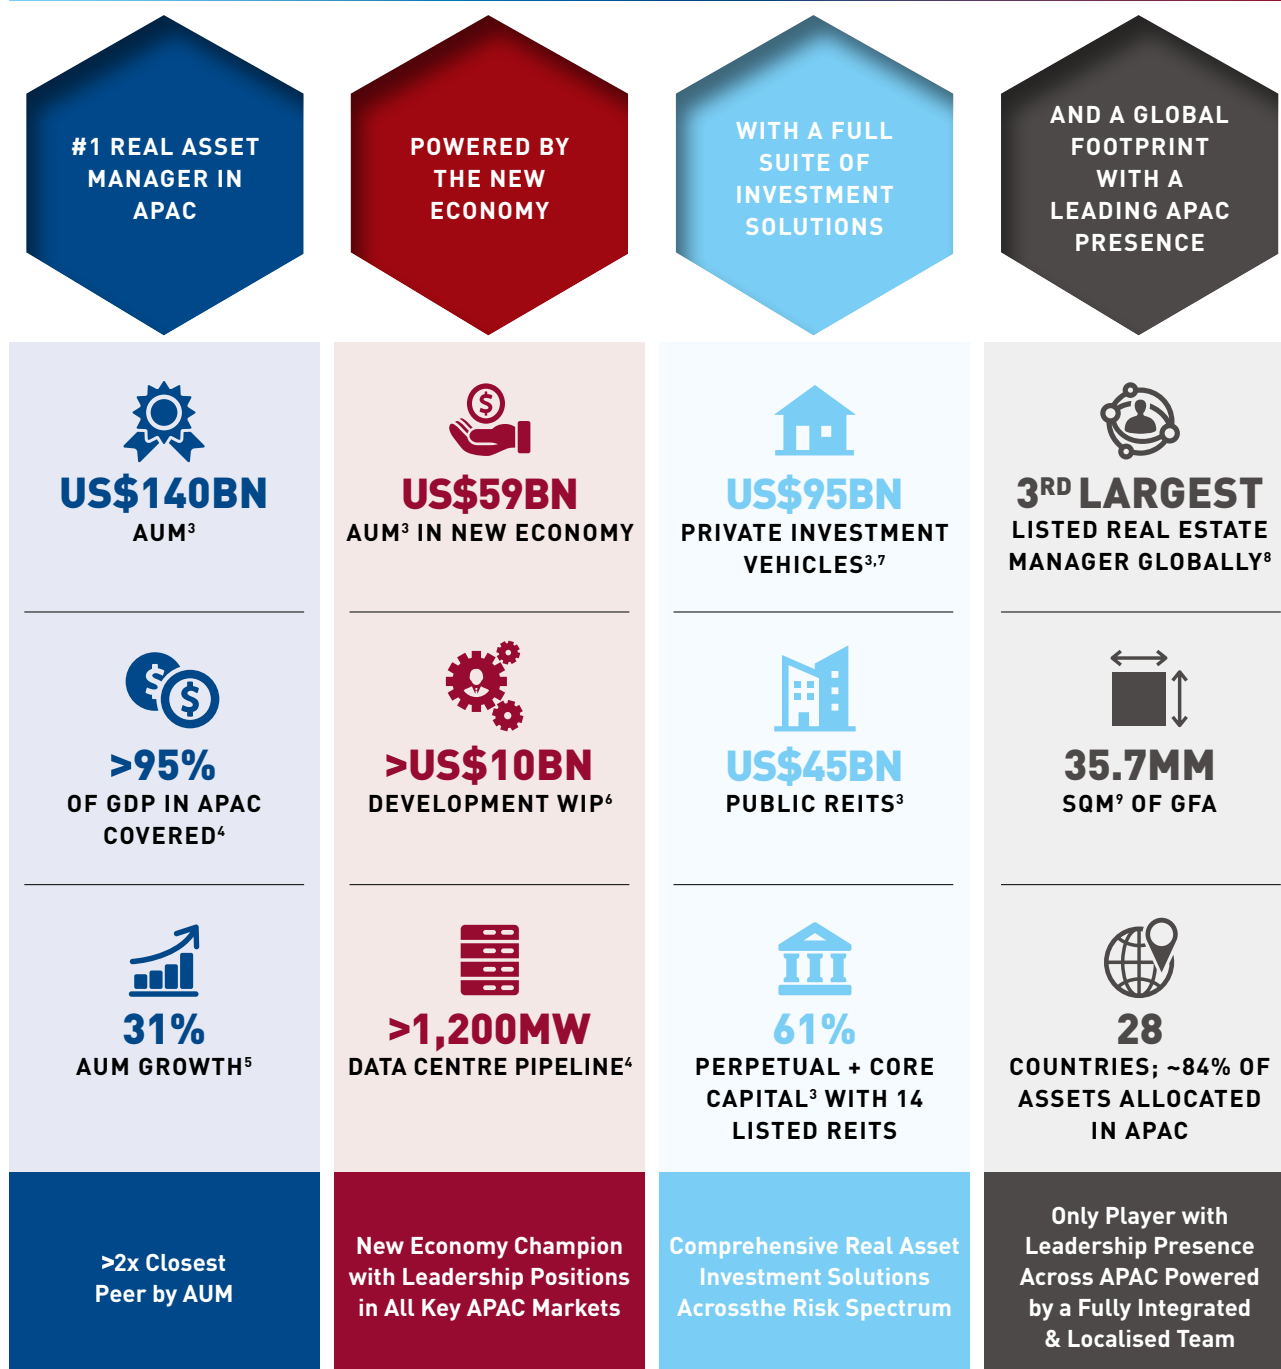 #1 REAL ASSET
MANAGER IN
APAC
US$140BN
AUM³
>95%
OF GDP IN APAC
COVERED⁴
31%
AUM GROWTH⁵
>2x Closest
Peer by AUM
POWERED BY
THE NEW
ECONOMY
US$59BN
AUM³ IN NEW ECONOMY
>US$10BN
DEVELOPMENT WIP⁶
>1,200MW
DATA CENTRE PIPELINE⁴
New Economy Champion
with Leadership Positions
in All Key APAC Markets
WITH A FULL
SUITE OF
INVESTMENT
SOLUTIONS
US$95BN
PRIVATE INVESTMENT
VEHICLES³,⁷
US$45BN
PUBLIC REITS³
61%
PERPETUAL + CORE
CAPITAL³ WITH 14
LISTED REITS
Comprehensive Real Asset
Investment Solutions
Acrossthe Risk Spectrum
AND A GLOBAL
FOOTPRINT
WITH A
LEADING APAC
PRESENCE
3RD LARGEST
LISTED REAL ESTATE
MANAGER GLOBALLY⁸
35.7MM
SQM⁹ OF GFA
28
COUNTRIES; ~84% OF
ASSETS ALLOCATED
IN APAC
Only Player with
Leadership Presence
Across APAC Powered
by a Fully Integrated
& Localised Team